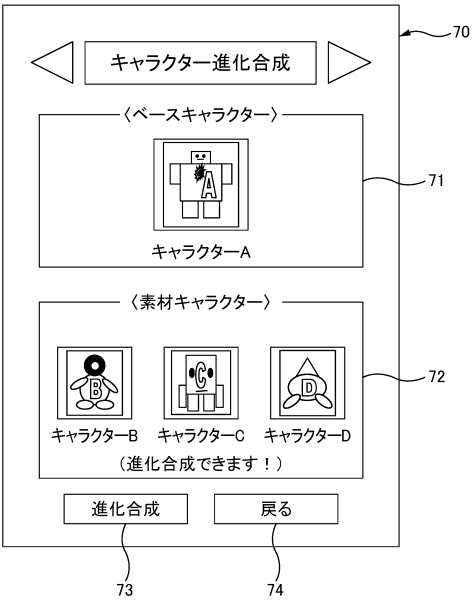 70
キャラクター進化合成
〈ベースキャラクター〉
A
71
キャラクターA
〈素材キャラクター〉
B C D
72
キャラクターB キャラクターC キャラクターD
(進化合成できます！)
進化合成 戻る
73 74